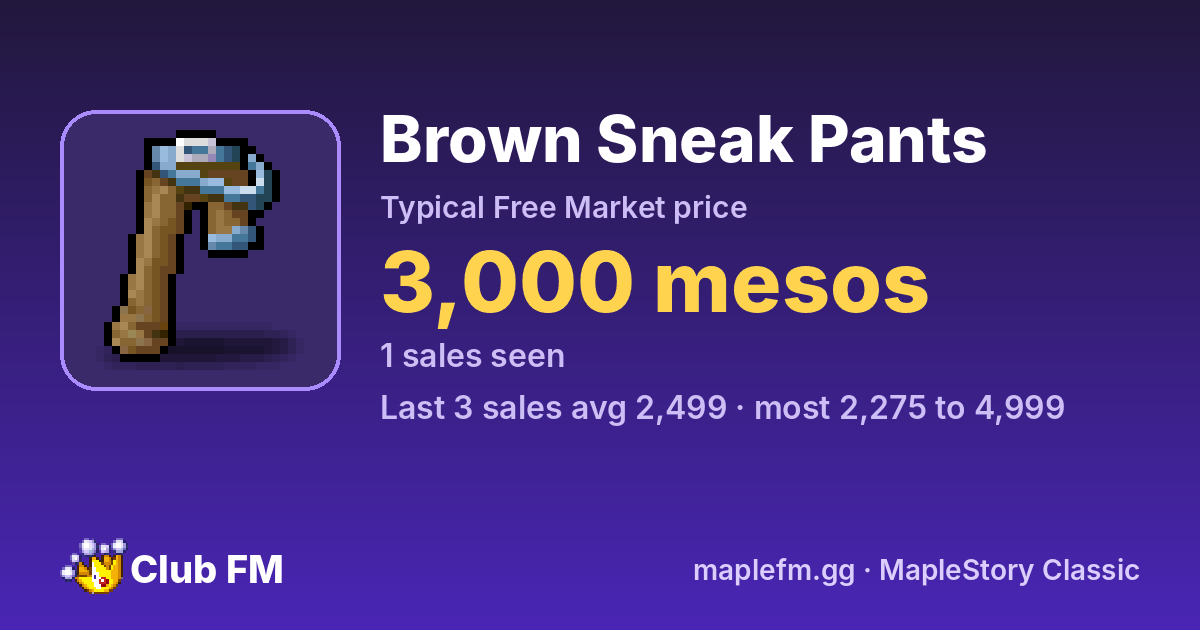 Brown Sneak Pants
Typical Free Market price
3,000 mesos
1 sales seen
Last 3 sales avg 2,499 · most 2,275 to 4,999
Club FM
maplefm.gg · MapleStory Classic